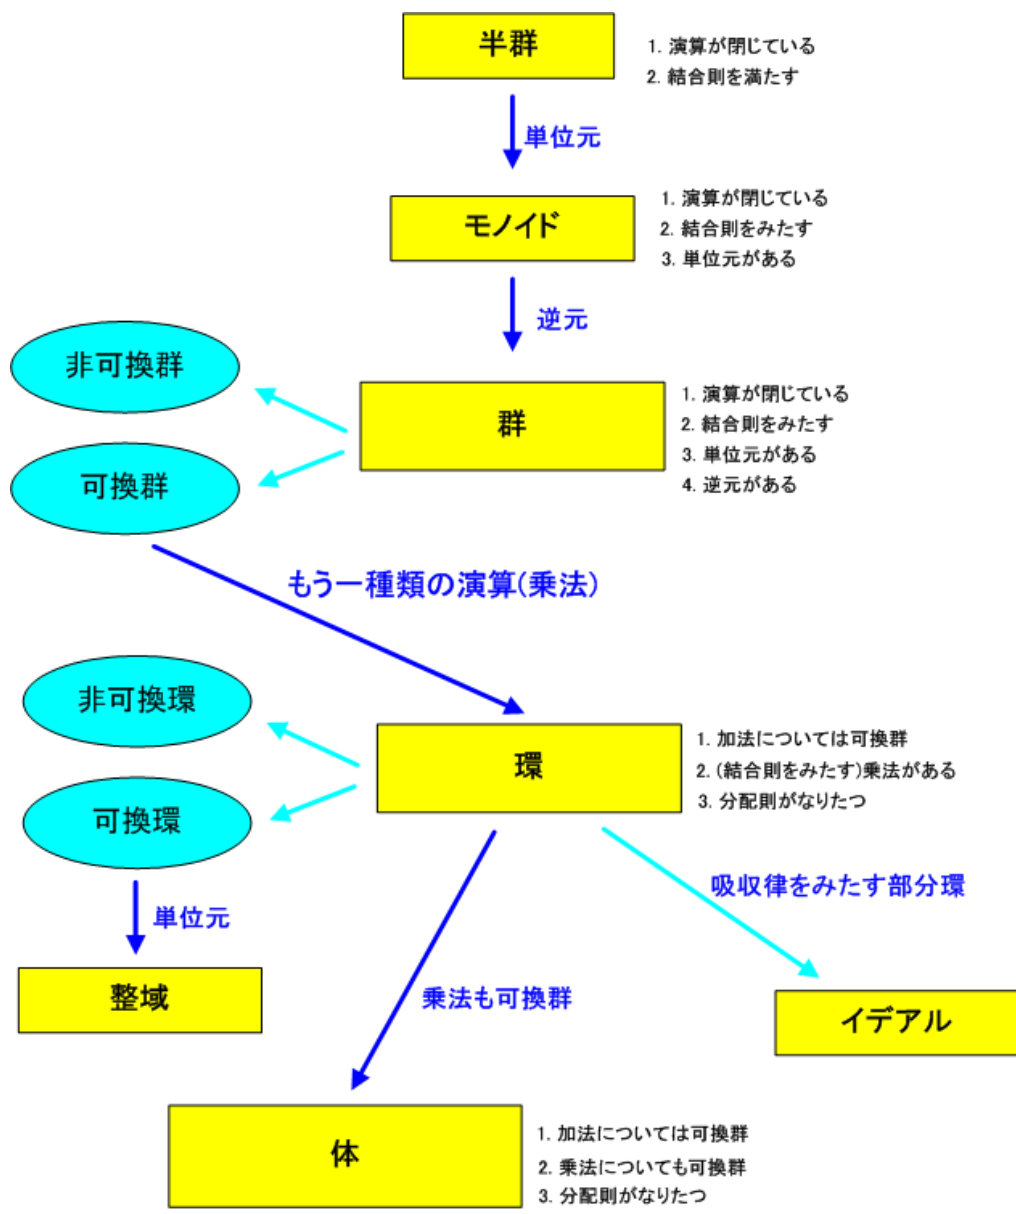 半群
1. 演算が閉じている
2. 結合則を満たす
単位元
モノイド
1. 演算が閉じている
2. 結合則をみたす
3. 単位元がある
逆元
非可換群
可換群
群
1. 演算が閉じている
2. 結合則をみたす
3. 単位元がある
4. 逆元がある
もう一種類の演算(乗法)
非可換環
可換環
環
1. 加法については可換群
2. (結合則をみたす)乗法がある
3. 分配則がなりたつ
単位元
整域
乗法も可換群
吸収律をみたす部分環
イデアル
体
1. 加法については可換群
2. 乗法についても可換群
3. 分配則がなりたつ